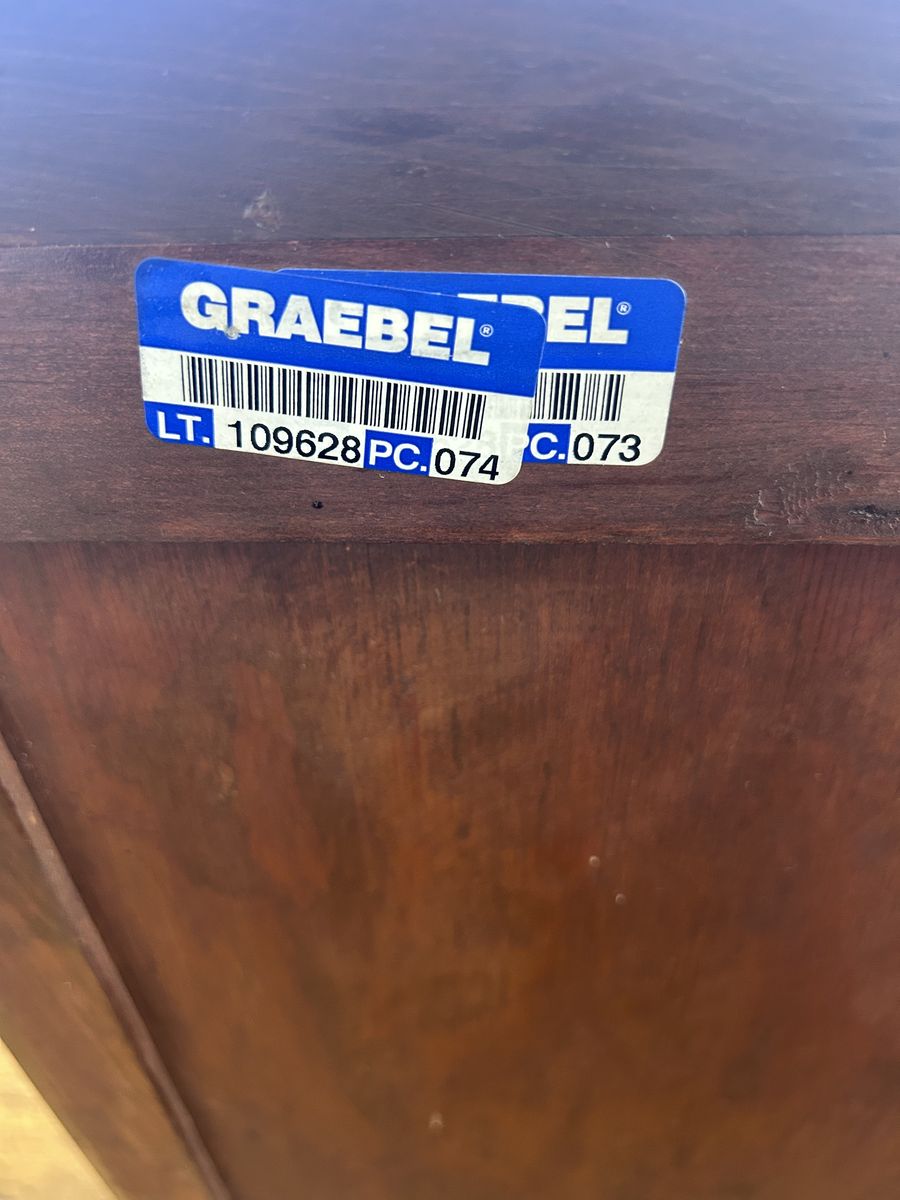 GRAEBEL®
LT. 109628 PC. 074
EBEL®
PC. 073